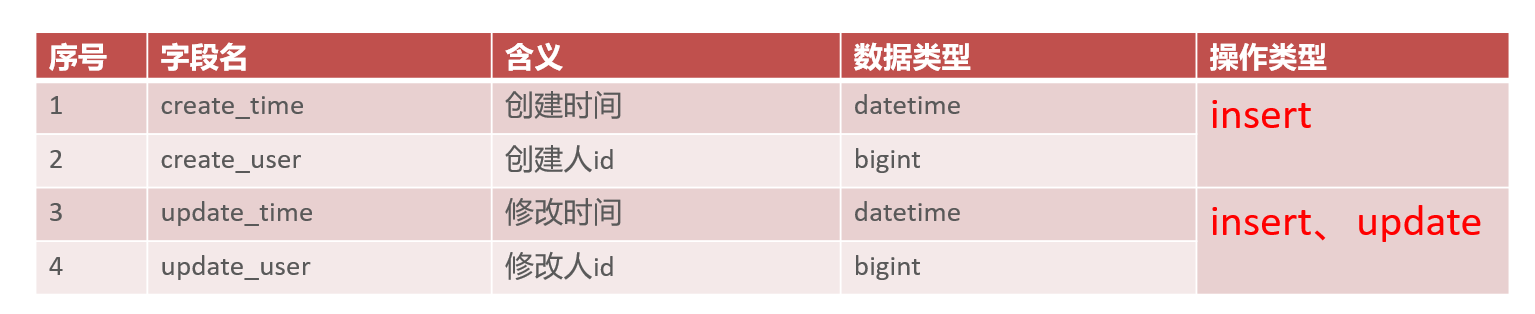 序号 字段名 含义 数据类型 操作类型
1 create_time 创建时间 datetime insert
2 create_user 创建人id bigint
3 update_time 修改时间 datetime insert、 update
4 update_user 修改人id bigint